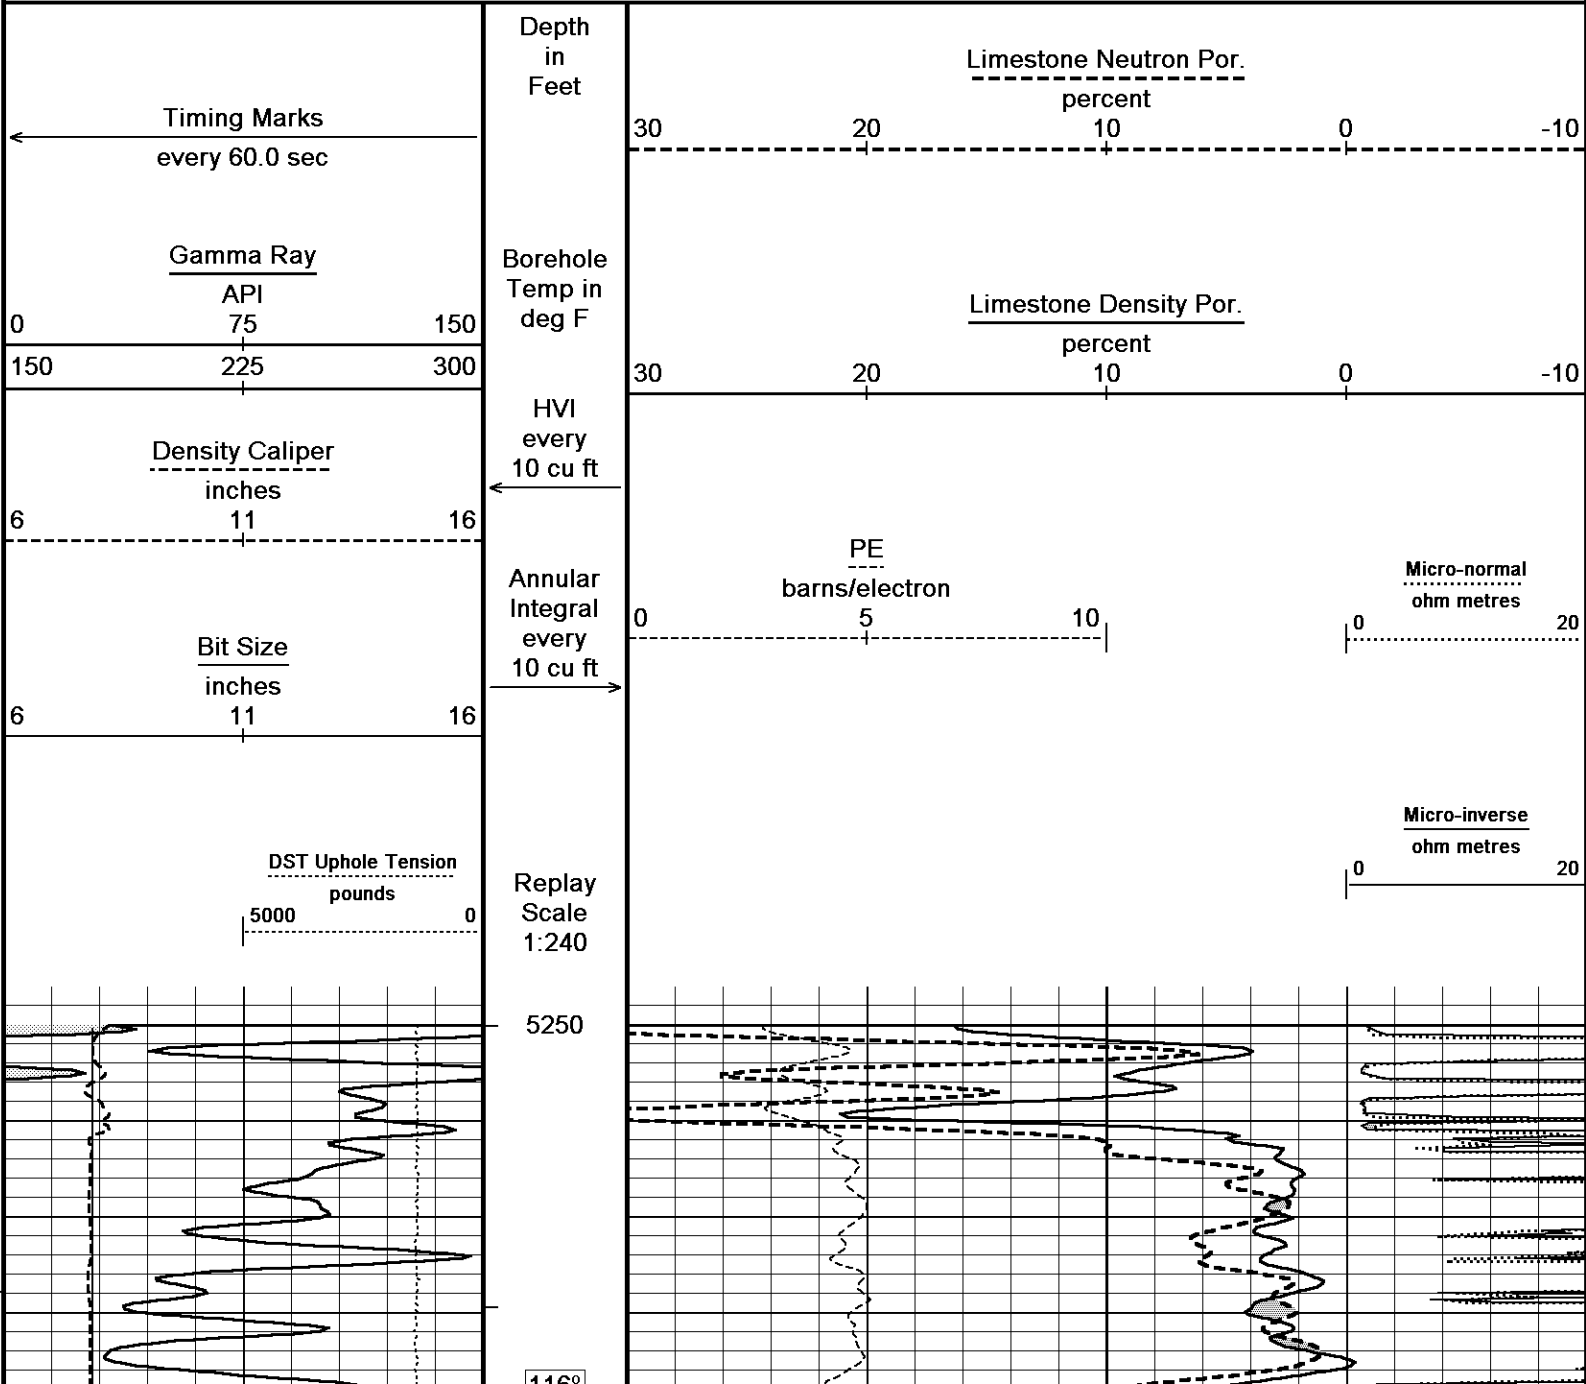 Timing Marks
every 60.0 sec
Gamma Ray
API
0 75 150
150 225 300
Density Caliper
inches
6 11 16
Bit Size
inches
6 11 16
DST Uphole Tension
pounds
5000 0
Depth
in
Feet
Borehole
Temp in
deg F
HVI
every
10 cu ft
Annular
Integral
every
10 cu ft
Replay
Scale
1:240
Limestone Neutron Por.
percent
30 20 10 0 -10
Limestone Density Por.
percent
30 20 10 0 -10
PE
barns/electron
0 5 10
Micro-normal
ohm metres
0 20
Micro-inverse
ohm metres
0 20
5250
116°